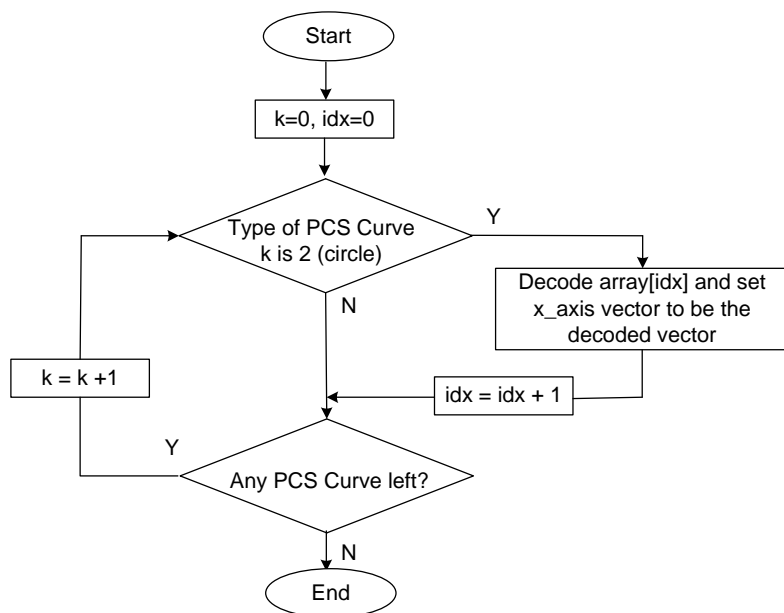 Start
k=0, idx=0
Type of PCS Curve
k is 2 (circle)
Y
N
Decode array[idx] and set
x_axis vector to be the
decoded vector
k = k +1
idx = idx + 1
Y
Any PCS Curve left?
N
End